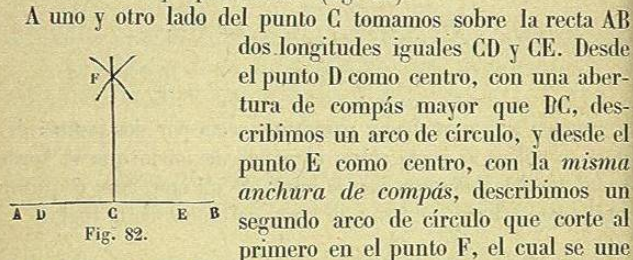 A uno y otro lado del punto C tomamos sobre la recta AB
dos longitudes iguales CD y CE. Desde
el punto D como centro, con una aber-
tura de compás mayor que DC, des-
cribimos un arco de círculo, y desde el
punto E como centro, con la misma
anchura de compás, describimos un
segundo arco de círculo que corte al
primero en el punto F, el cual se une
F
A D C E B
Fig. 82.